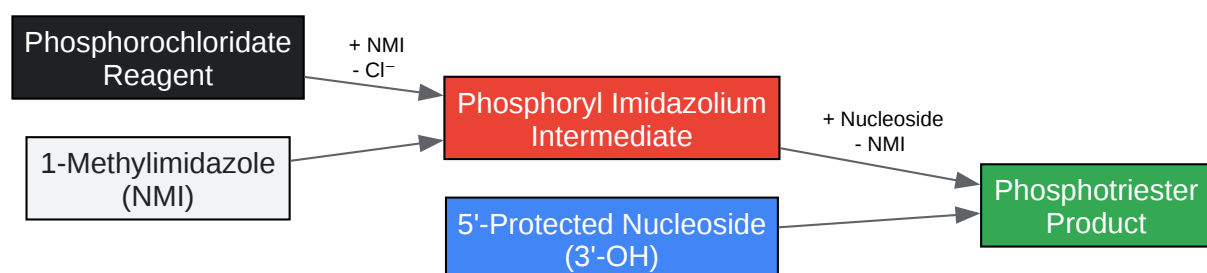 Phosphorochloridate
Reagent
+ NMI
- Cl⁻
1-Methylimidazole
(NMI)
Phosphoryl Imidazolium
Intermediate
+ Nucleoside
- NMI
5'-Protected Nucleoside
(3'-OH)
Phosphotriester
Product